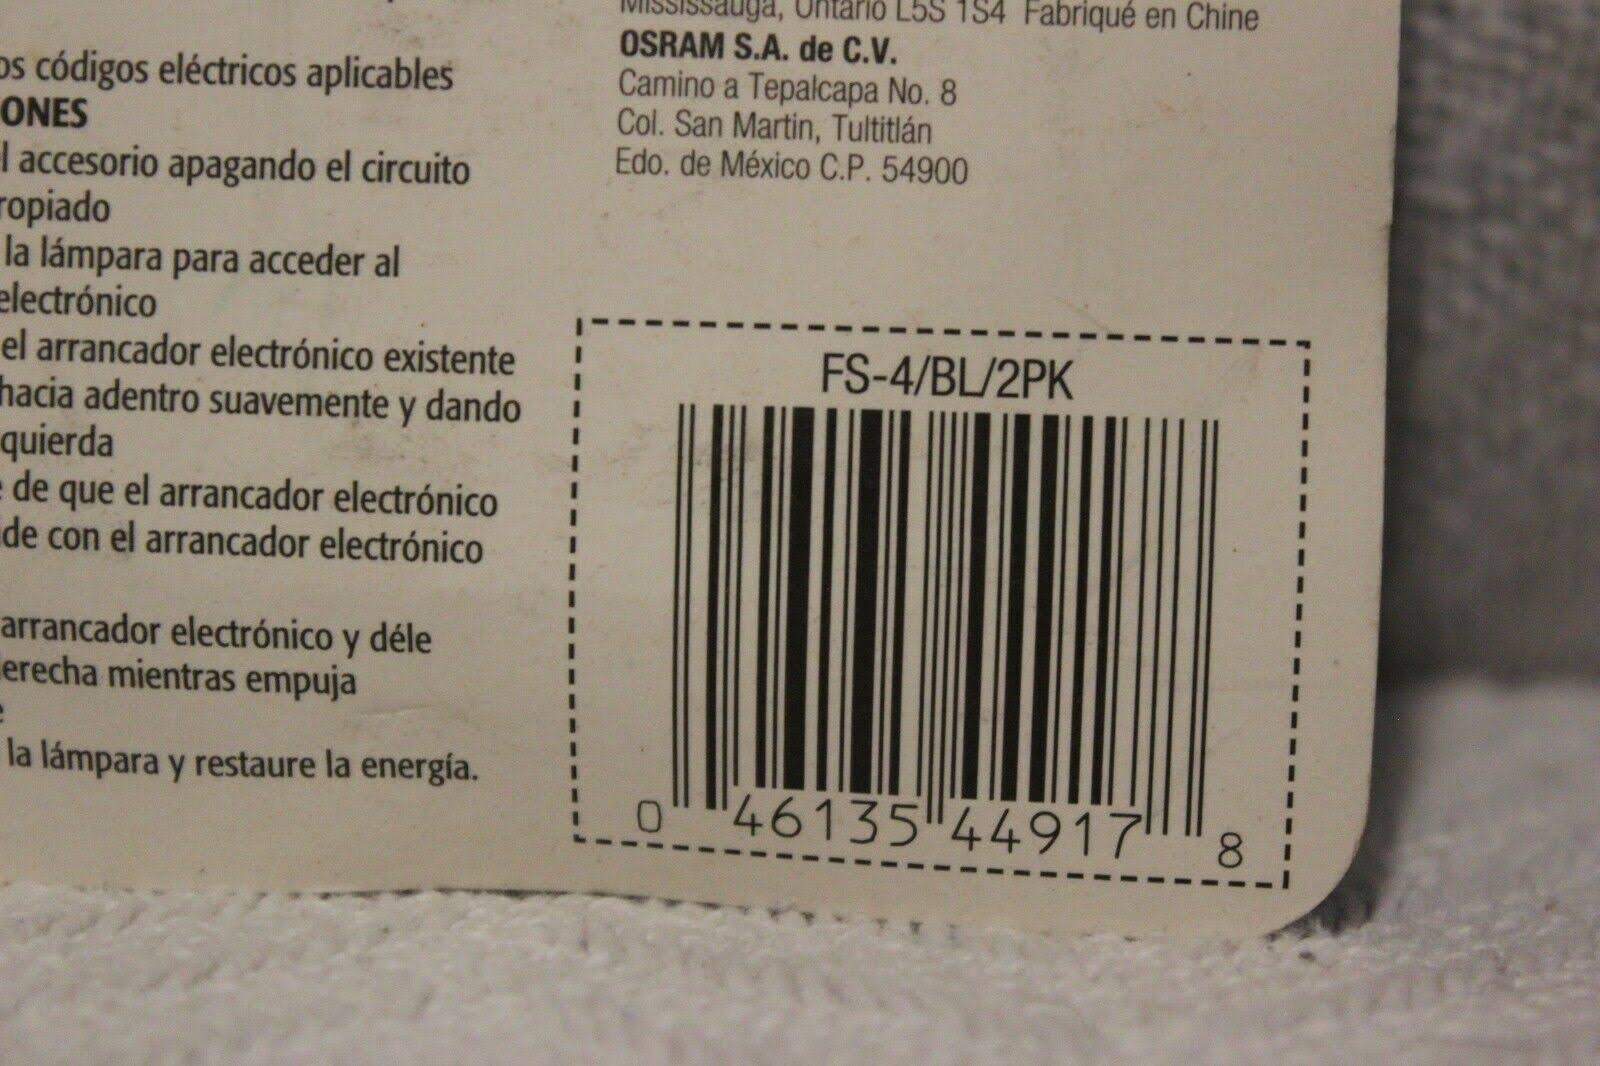 os códigos eléctricos aplicables
ONES
l accesorio apagando el circuito
ropiado
la lámpara para acceder al
electrónico
el arrancador electrónico existente
hacia adentro suavemente y dando
quierda
de que el arrancador electrónico
ide con el arrancador electrónico
arrancador electrónico y déle
derecha mientras empuja
e
la lámpara y restaure la energía.
Mississauga, Ontario L5S 1S4 Fabriqué en Chine
OSRAM S.A. de C.V.
Camino a Tepalcapa No. 8
Col. San Martin, Tultitlán
Edo. de México C.P. 54900
FS-4/BL/2PK
0 46135 44917 8